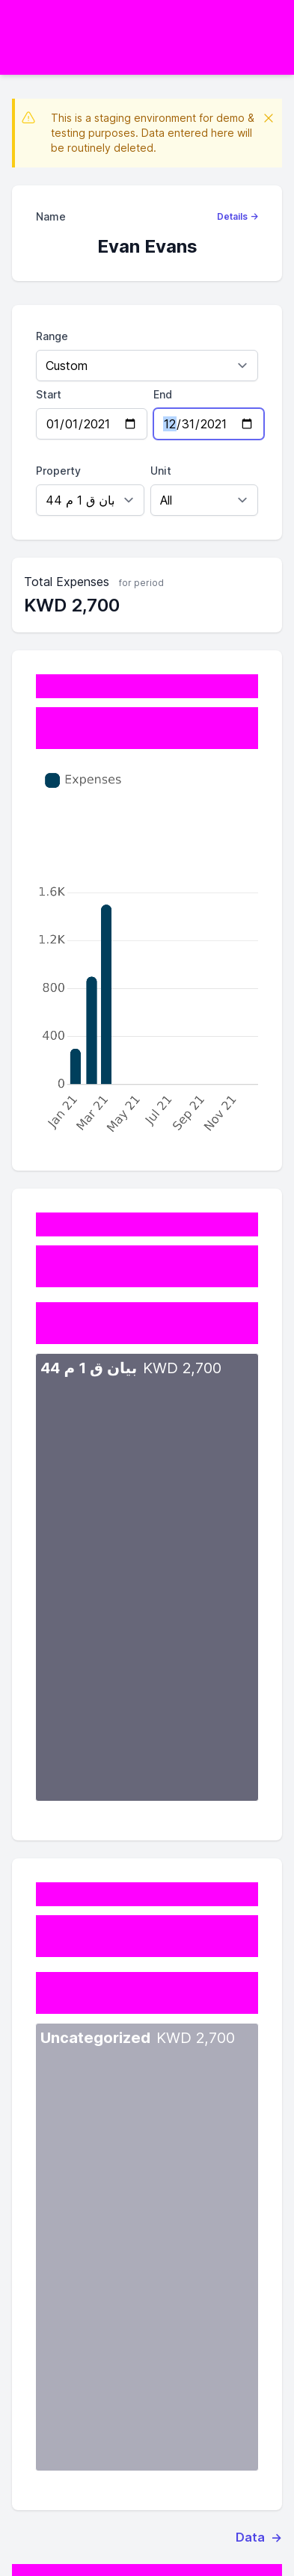 This is a staging environment for demo &
testing purposes. Data entered here will
be routinely deleted.
Name
Details →
Evan Evans
Range
Custom
Start
End
01/01/2021
12/31/2021
Property
Unit
بان ق 1 م 44
All
Total Expenses for period
KWD 2,700
Expenses
1.6K
1.2K
800
400
0
Jan 21
Mar 21
May 21
Jul 21
Sep 21
Nov 21
بيان ق 1 م 44 KWD 2,700
Uncategorized KWD 2,700
Data →